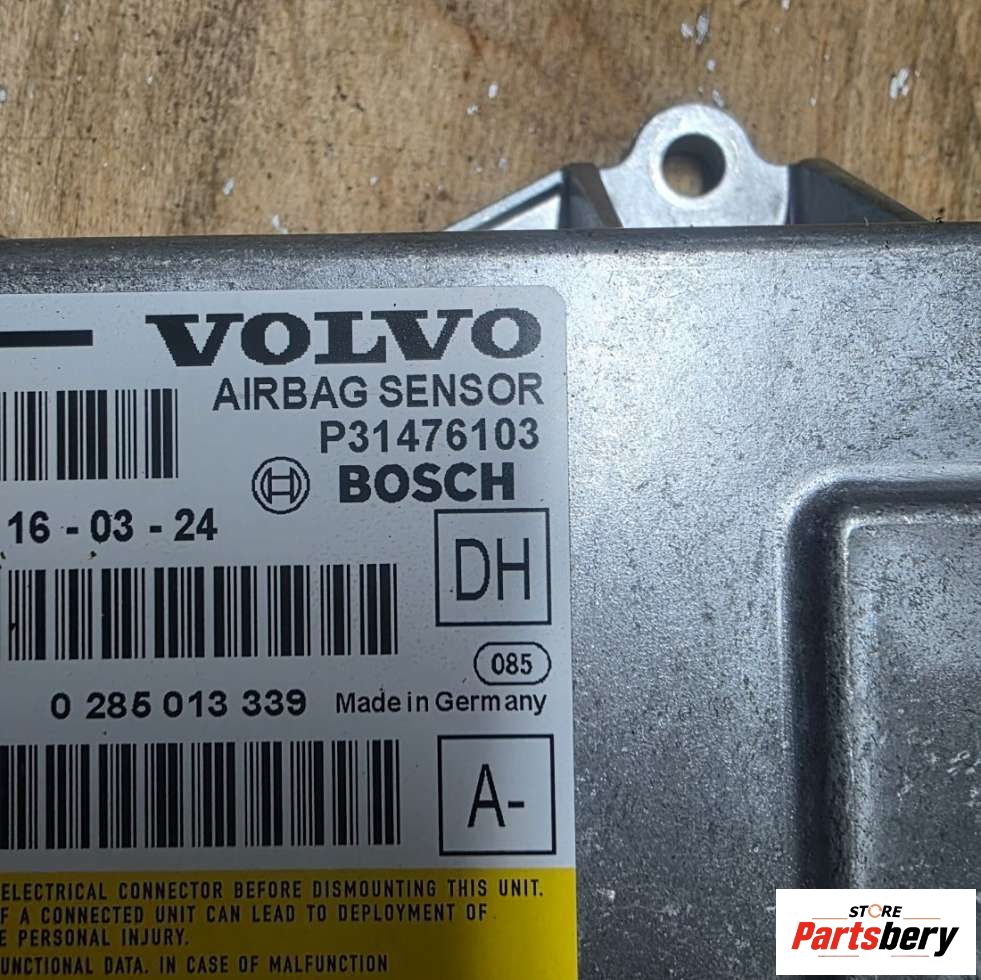 VOLVO
AIRBAG SENSOR
P31476103
BOSCH
16 - 03 - 24
DH
085
0 285 013 339 Made in Germany
A-
ELECTRICAL CONNECTOR BEFORE DISMOUNTING THIS UNIT.
F A CONNECTED UNIT CAN LEAD TO DEPLOYMENT OF
E PERSONAL INJURY.
UNCTIONAL DATA. IN CASE OF MALFUNCTION
STORE
Partsbery